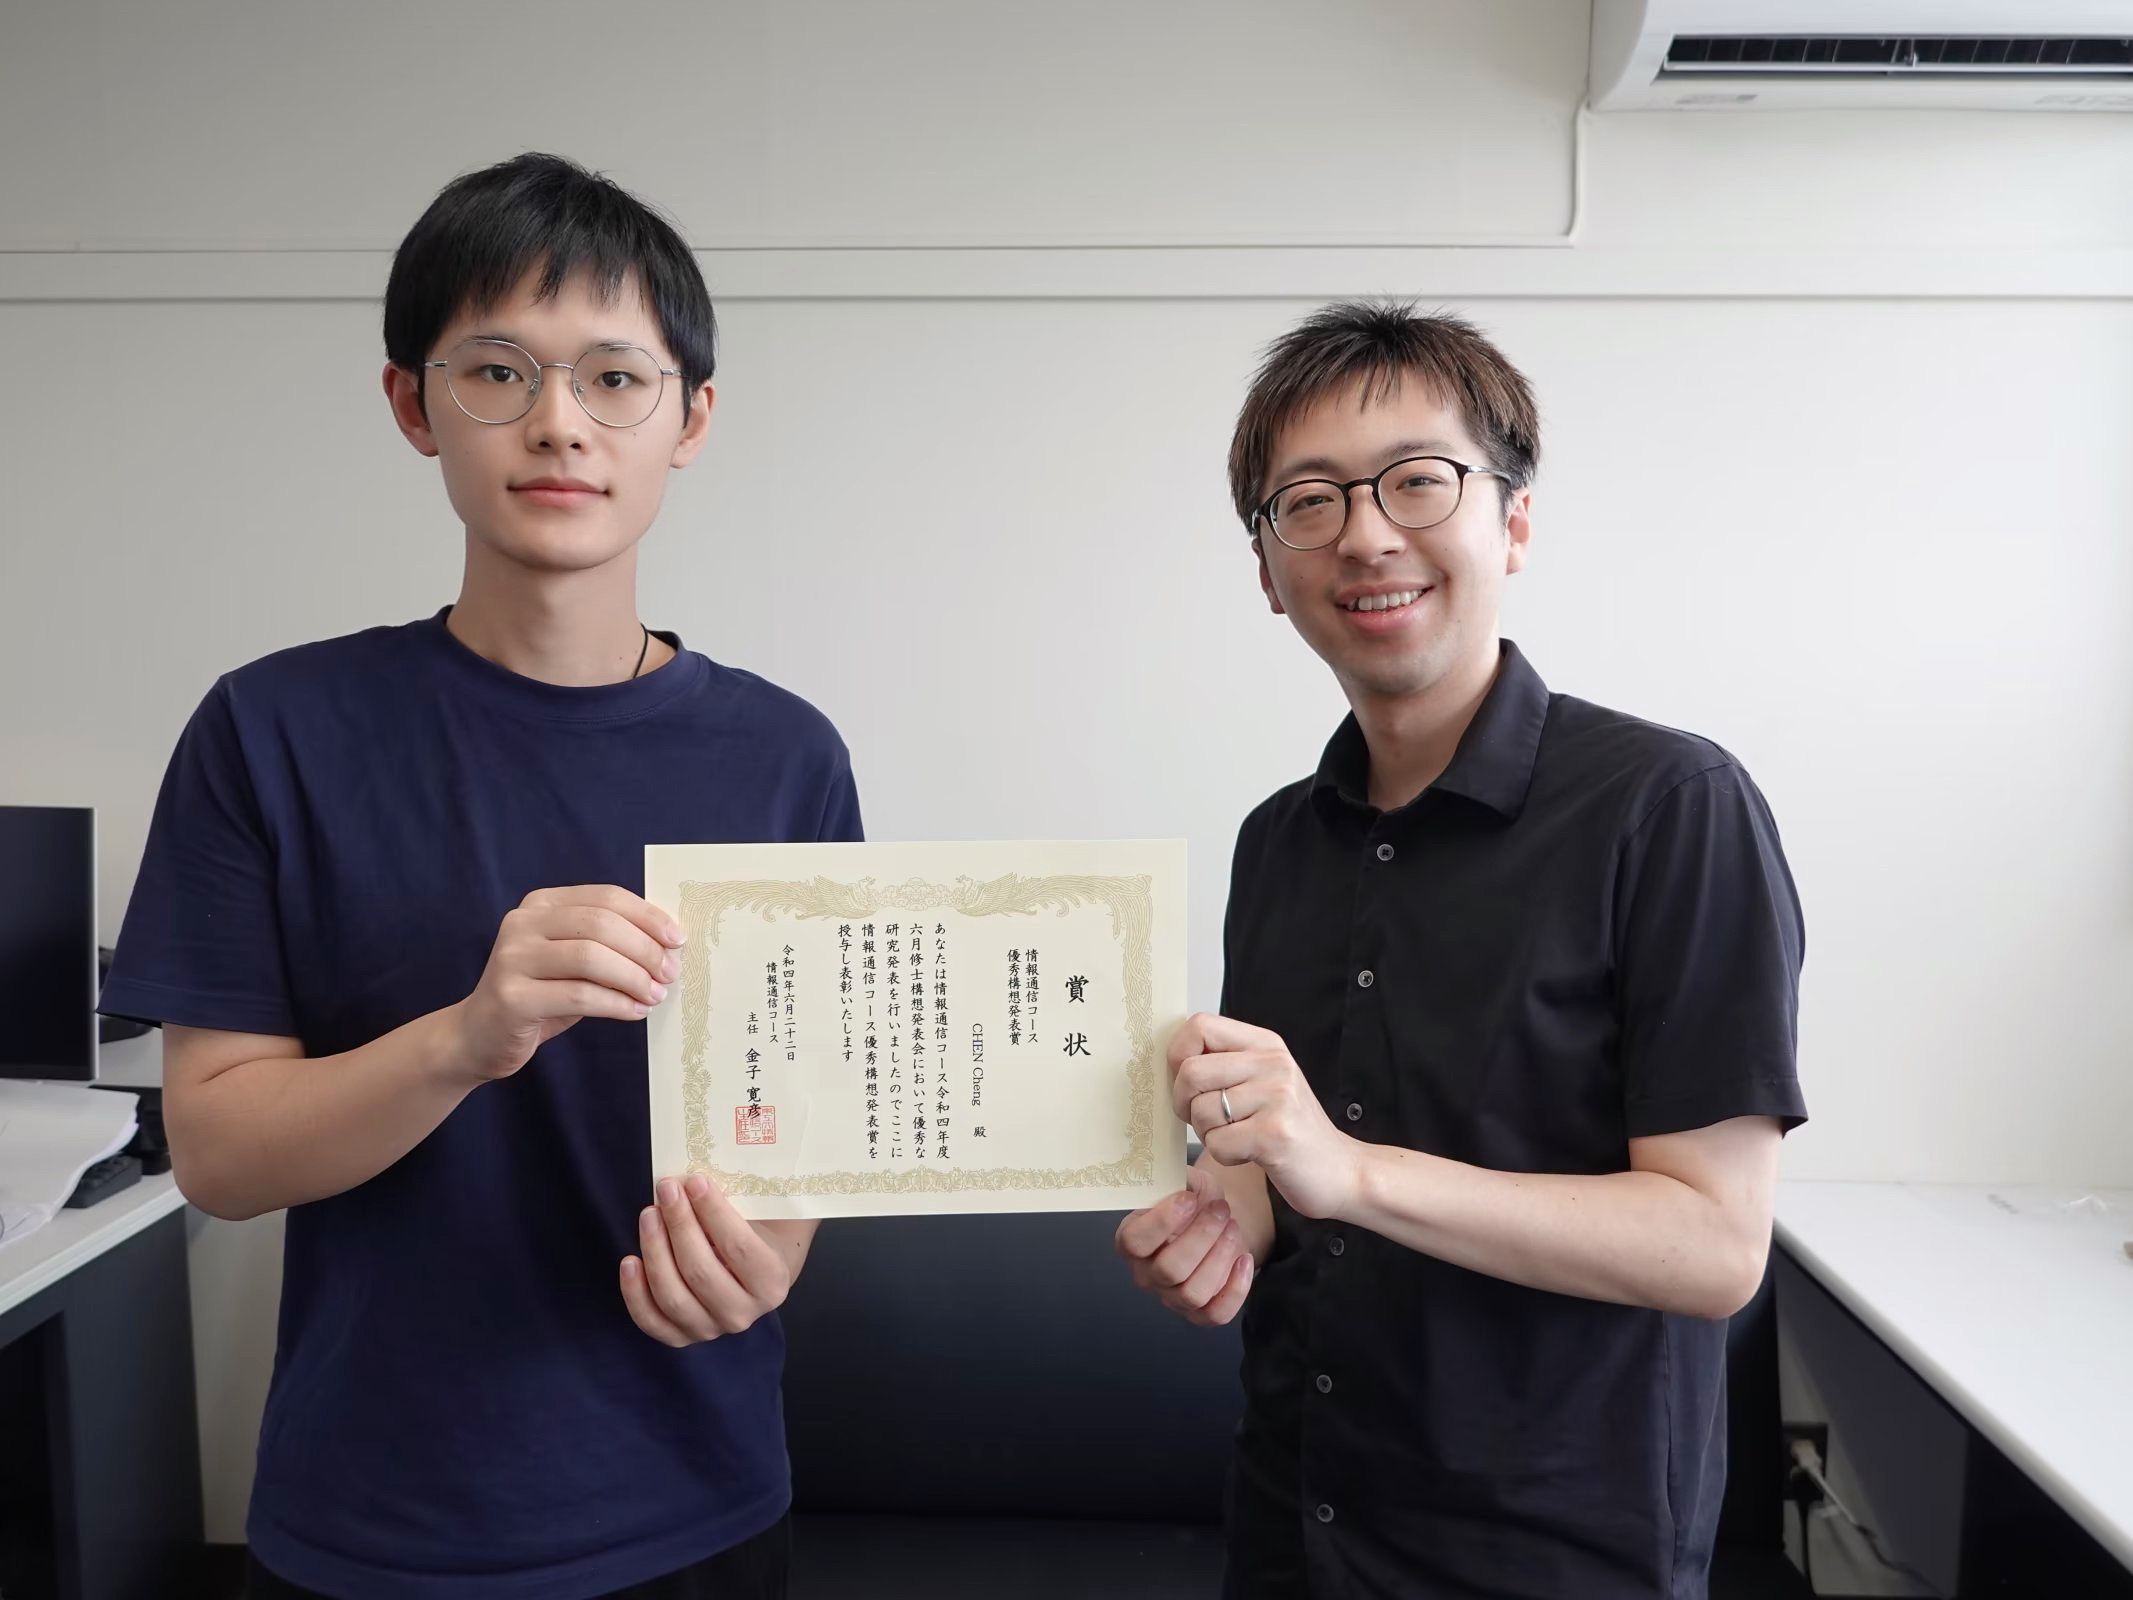 賞状
情報通信コース
優秀構想発表賞
CHEN Cheng 殿
あなたは情報通信コース令和四年度
六月修士構想発表会において優秀な
研究発表を行いましたのでここに
情報通信コース優秀構想発表賞を
授与し表彰いたします
令和四年六月二十二日
情報通信コース
主任 金子 寛彦